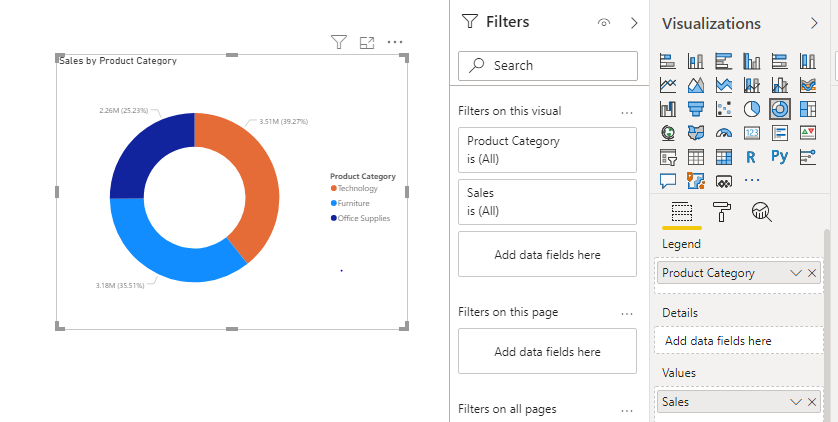 Sales by Product Category
2.26M (25.23%)
3.51M (39.27%)
3.18M (35.51%)
Product Category
Technology
Furniture
Office Supplies
Filters
Search
Filters on this visual
Product Category
is (All)
Sales
is (All)
Add data fields here
Filters on this page
Add data fields here
Filters on all pages
Visualizations
123
R
Py
Legend
Product Category
Details
Add data fields here
Values
Sales